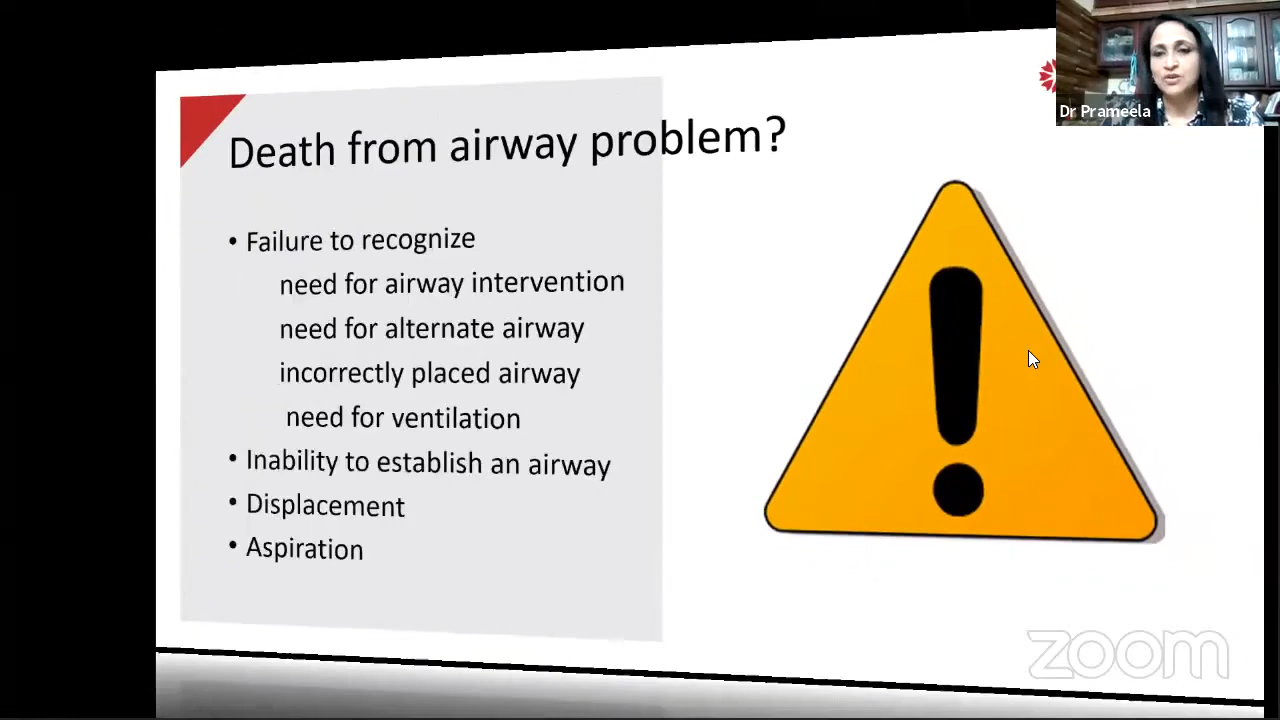 Dr Prameela
Death from airway problem?
• Failure to recognize
need for airway intervention
need for alternate airway
incorrectly placed airway
need for ventilation
• Inability to establish an airway
• Displacement
• Aspiration
zoom